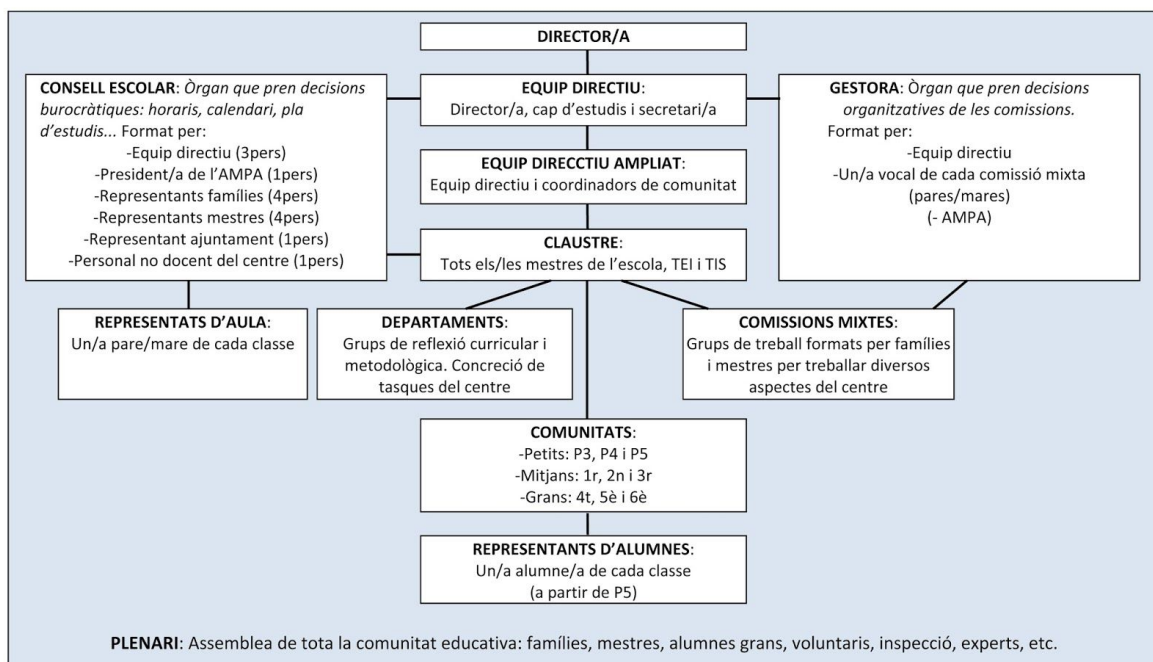 DIRECTOR/A
CONSELL ESCOLAR: Òrgan que pren decisions
burocràtiques: horaris, calendari, pla
d’estudis... Format per:
-Equip directiu (3pers)
-President/a de l’AMPA (1pers)
-Representants famílies (4pers)
-Representants mestres (4pers)
-Representant ajuntament (1pers)
-Personal no docent del centre (1pers)
EQUIP DIRECTIU:
Director/a, cap d’estudis i secretari/a
GESTORA: Òrgan que pren decisions
organitzatives de les comissions.
Format per:
-Equip directiu
-Un/a vocal de cada comissió mixta
(pares/mares)
(- AMPA)
EQUIP DIRECCTIU AMPLIAT:
Equip directiu i coordinadors de comunitat
CLAUSTRE:
Tots els/les mestres de l’escola, TEI i TIS
REPRESENTATS D’AULA:
Un/a pare/mare de cada classe
DEPARTAMENTS:
Grups de reflexió curricular i
metodològica. Concreció de
tasques del centre
COMISSIONS MIXTES:
Grups de treball formats per famílies
i mestres per treballar diversos
aspectes del centre
COMUNITATS:
-Petits: P3, P4 i P5
-Mitjans: 1r, 2n i 3r
-Grans: 4t, 5è i 6è
REPRESENTANTS D’ALUMNES:
Un/a alumne/a de cada classe
(a partir de P5)
PLENARI: Assemblea de tota la comunitat educativa: famílies, mestres, alumnes grans, voluntaris, inspecció, experts, etc.